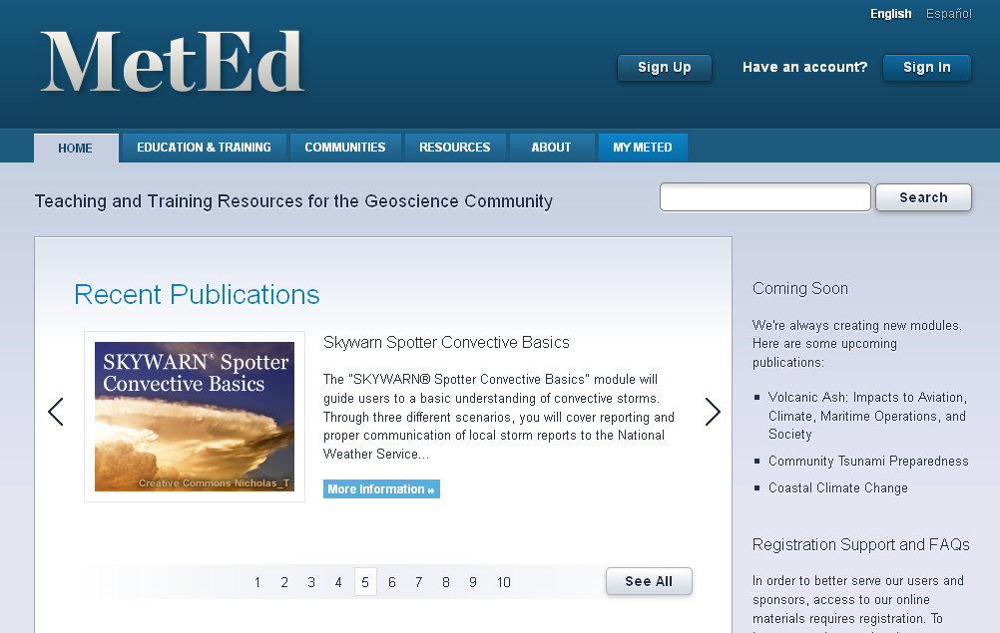 English Español
MetEd
Sign Up Have an account? Sign In
HOME EDUCATION & TRAINING COMMUNITIES RESOURCES ABOUT MY METED
Teaching and Training Resources for the Geoscience Community
Search
Recent Publications
SKYWARN® Spotter
Convective Basics
Creative Commons Nicholas_T
Skywarn Spotter Convective Basics
The "SKYWARN® Spotter Convective Basics" module will
guide users to a basic understanding of convective storms.
Through three different scenarios, you will cover reporting and
proper communication of local storm reports to the National
Weather Service...
More Information »
1 2 3 4 5 6 7 8 9 10
See All
Coming Soon
We're always creating new modules.
Here are some upcoming
publications:
Volcanic Ash: Impacts to Aviation,
Climate, Maritime Operations, and
Society
Community Tsunami Preparedness
Coastal Climate Change
Registration Support and FAQs
In order to better serve our users and
sponsors, access to our online
materials requires registration. To